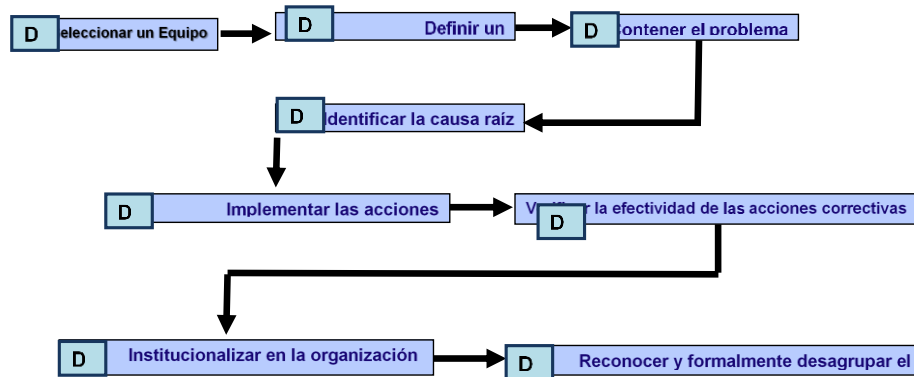 D
eleccionar un Equipo
D
Definir un
D
ontener el problema
D
Identificar la causa raíz
D
Implementar las acciones
D
la efectividad de las acciones correctivas
D
Institucionalizar en la organización
D
Reconocer y formalmente desagrupar el